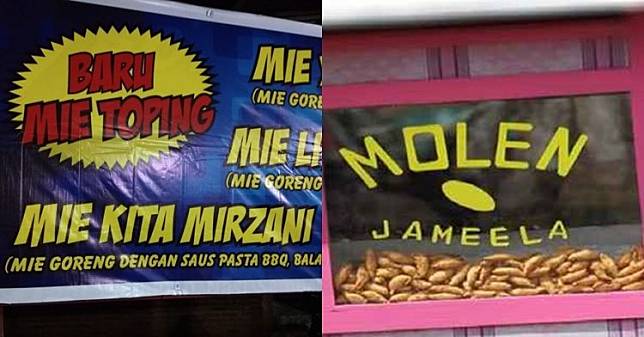 BARU
MIE TOPING
MIE
(MIE GORE
MIE LI
(MIE GORENG
MIE KITA MIRZANI
(MIE GORENG DENGAN SAUS PASTA BBQ, BALA
MOLEN
JAMEELA